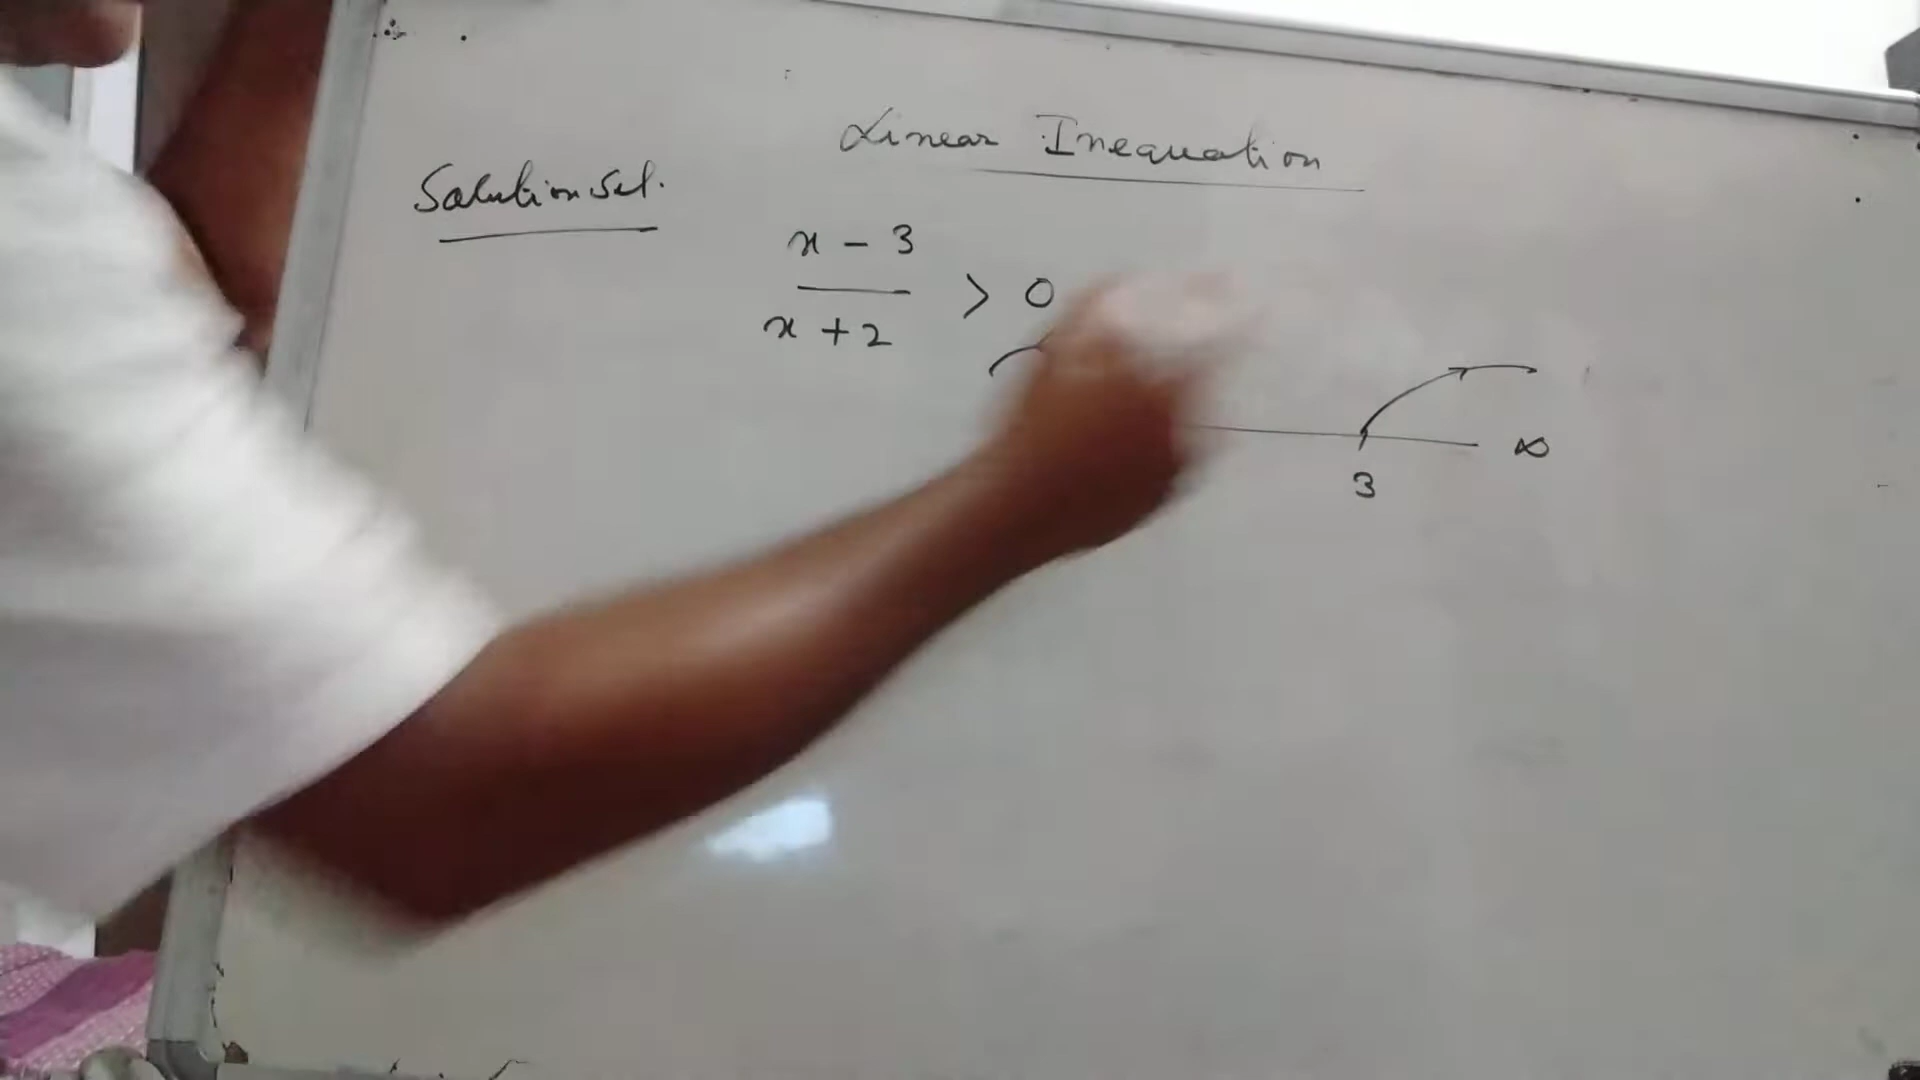 Linear Inequation
Solution Set.
x - 3
> 0
x + 2
∞
3